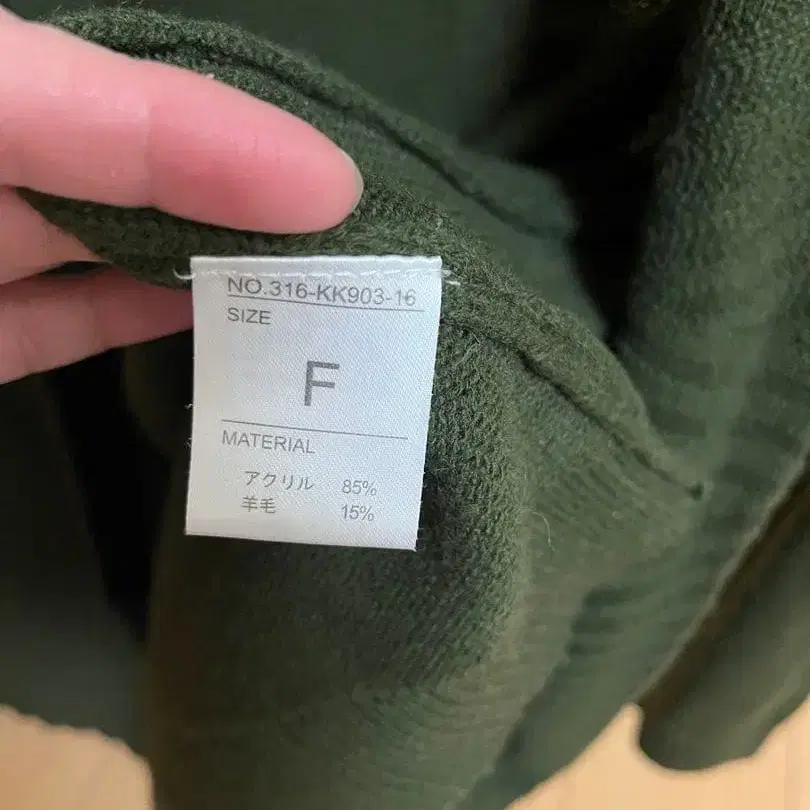 NO.316-KK903-16
SIZE
F
MATERIAL
アクリル 85%
羊毛 15%